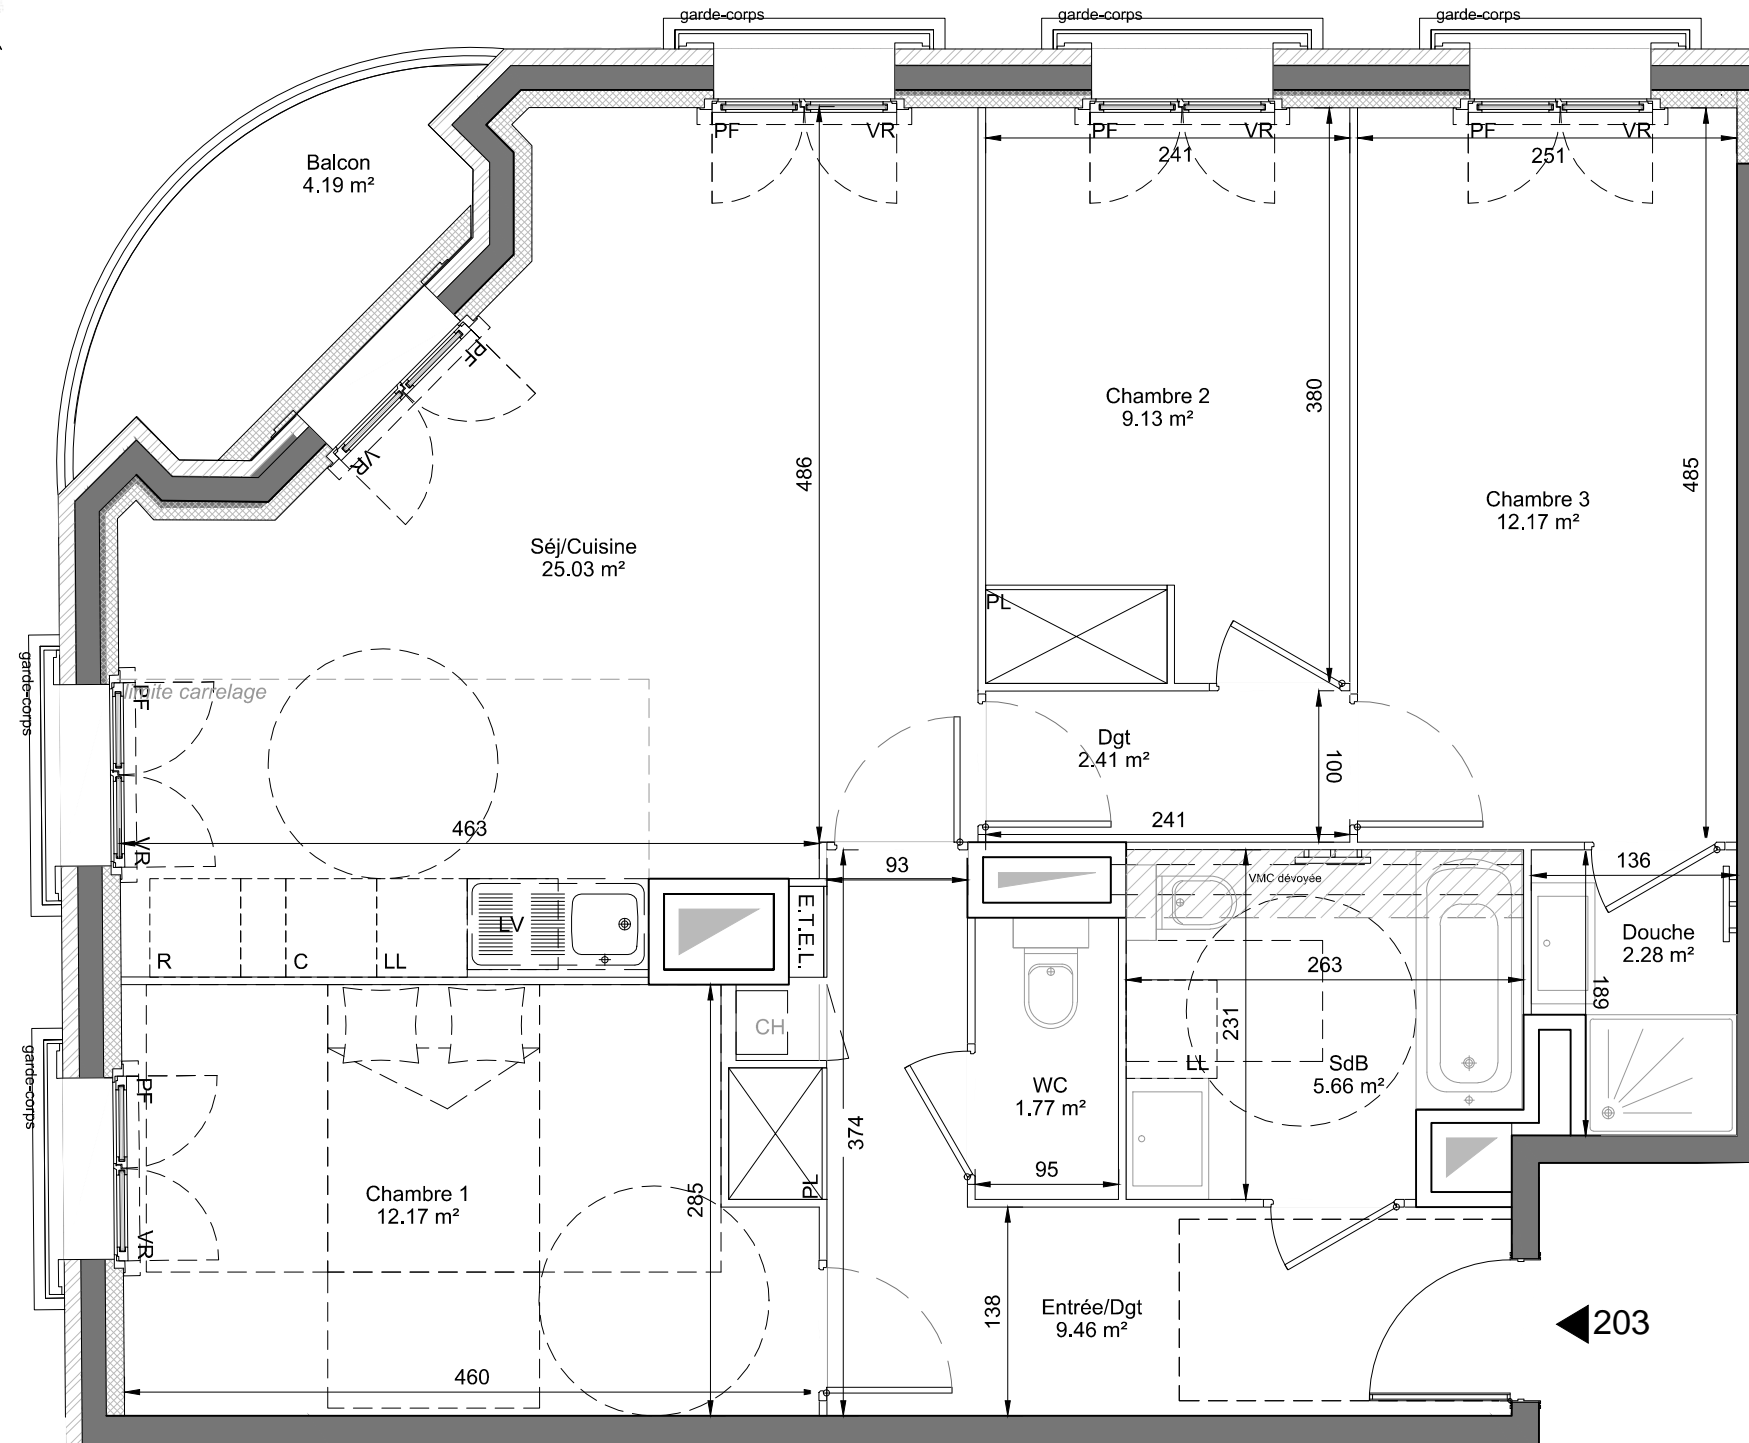 garde-corps
garde-corps
garde-corps
PF
VR
PF
VR
PF
VR
241
251
Balcon
4.19 m²
PF
VR
486
380
485
Chambre 2
9.13 m²
Chambre 3
12.17 m²
Séj/Cuisine
25.03 m²
PL
garde-corps
PF
VR
limite carrelage
Dgt
2.41 m²
100
463
241
93
136
VMC dévoyée
E.T.E.L.
R
C
LL
LV
Douche
2.28 m²
263
189
231
CH
LL
SdB
5.66 m²
WC
1.77 m²
garde-corps
PF
VR
374
95
PL
285
Chambre 1
12.17 m²
138
Entrée/Dgt
9.46 m²
203
460